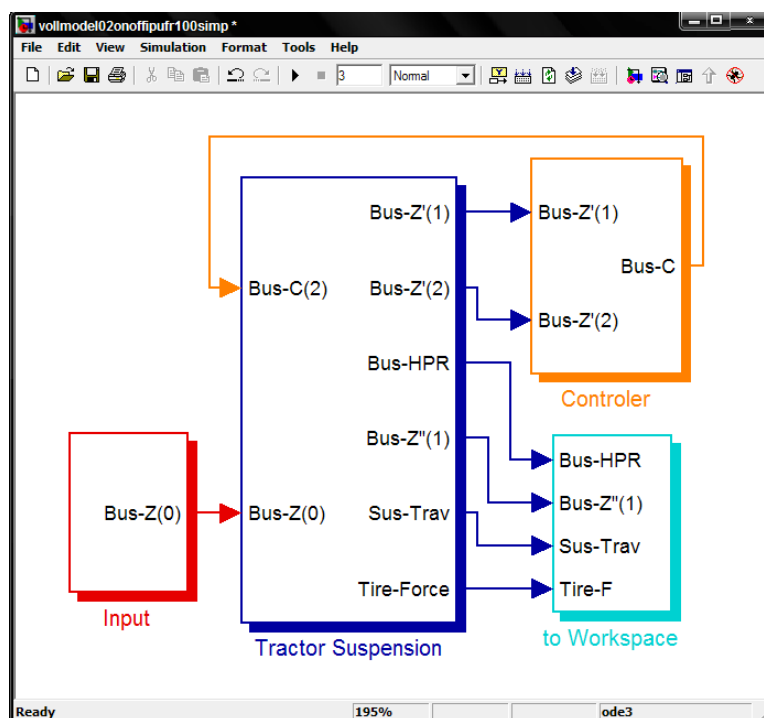 vollmodel02onoffipufr100simp *
File Edit View Simulation Format Tools Help
3 Normal
Bus-Z'(1) Bus-Z'(1)
Bus-C
Bus-C(2) Bus-Z'(2)
Bus-Z'(2)
Bus-HPR
Controler
Bus-Z"(1)
Bus-HPR
Bus-Z"(1)
Bus-Z(0) Bus-Z(0) Sus-Trav
Sus-Trav
Tire-Force Tire-F
Input
to Workspace
Tractor Suspension
Ready 195% ode3